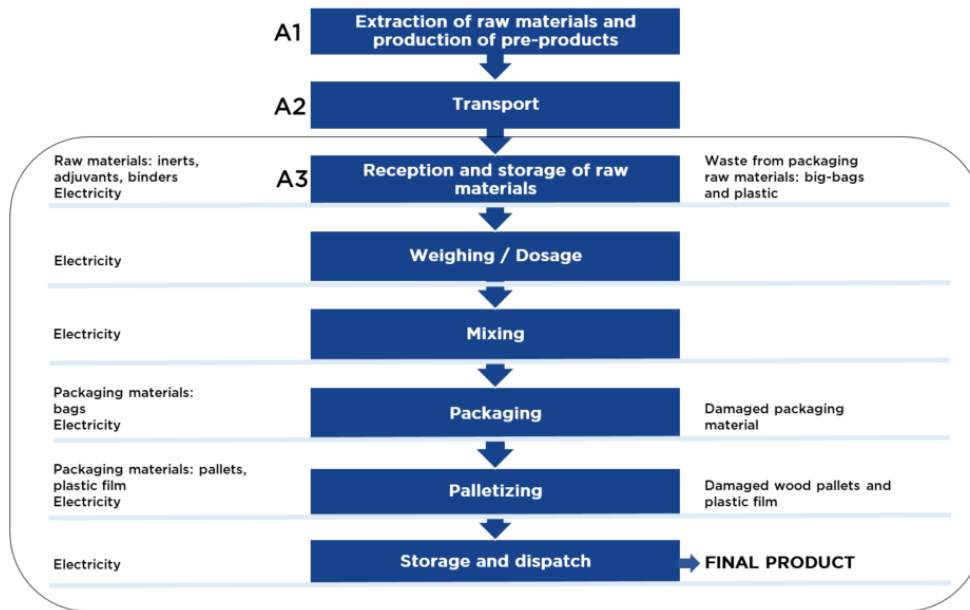 A1
Extraction of raw materials and
production of pre-products
A2
Transport
Raw materials: inerts,
adjuvants, binders
Electricity
A3
Reception and storage of raw
materials
Waste from packaging
raw materials: big-bags
and plastic
Electricity
Weighing / Dosage
Electricity
Mixing
Packaging materials:
bags
Electricity
Packaging
Damaged packaging
material
Packaging materials: pallets,
plastic film
Electricity
Palletizing
Damaged wood pallets and
plastic film
Electricity
Storage and dispatch
FINAL PRODUCT